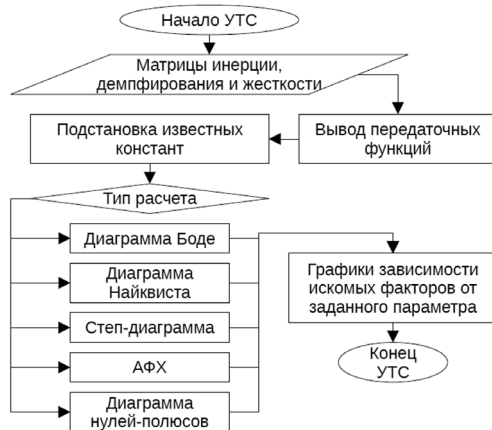 Начало УТС
Матрицы инерции,
демпфирования и жесткости
Подстановка известных
констант
Вывод передаточных
функций
Тип расчета
Диаграмма Боде
Диаграмма
Найквиста
Степ-диаграмма
АФХ
Диаграмма
нулей-полюсов
Графики зависимости
искомых факторов от
заданного параметра
Конец
УТС